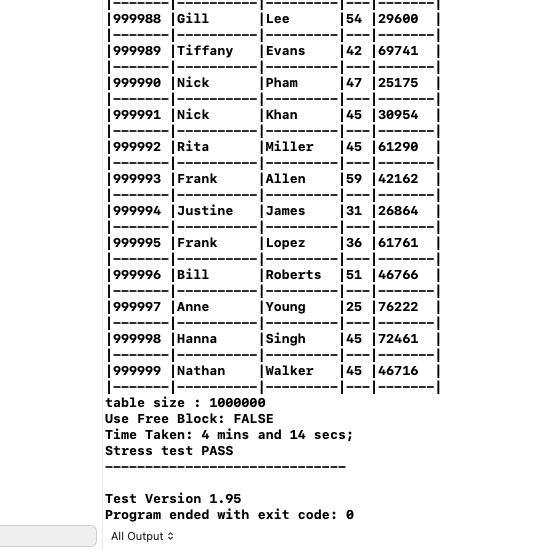 |-------|----------|---------|---|-------|
|999988 |Gill      |Lee      |54 |29600  |
|-------|----------|---------|---|-------|
|999989 |Tiffany   |Evans    |42 |69741  |
|-------|----------|---------|---|-------|
|999990 |Nick      |Pham     |47 |25175  |
|-------|----------|---------|---|-------|
|999991 |Nick      |Khan     |45 |30954  |
|-------|----------|---------|---|-------|
|999992 |Rita      |Miller   |45 |61290  |
|-------|----------|---------|---|-------|
|999993 |Frank     |Allen    |59 |42162  |
|-------|----------|---------|---|-------|
|999994 |Justine   |James    |31 |26864  |
|-------|----------|---------|---|-------|
|999995 |Frank     |Lopez    |36 |61761  |
|-------|----------|---------|---|-------|
|999996 |Bill      |Roberts  |51 |46766  |
|-------|----------|---------|---|-------|
|999997 |Anne      |Young    |25 |76222  |
|-------|----------|---------|---|-------|
|999998 |Hanna     |Singh    |45 |72461  |
|-------|----------|---------|---|-------|
|999999 |Nathan    |Walker   |45 |46716  |
|-------|----------|---------|---|-------|
table size : 1000000
Use Free Block: FALSE
Time Taken: 4 mins and 14 secs;
Stress test PASS
------------------------------
Test Version 1.95
Program ended with exit code: 0
All Output